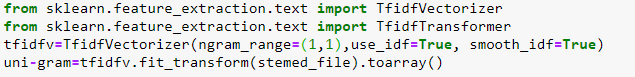 from sklearn.feature_extraction.text import TfidfVectorizer
from sklearn.feature_extraction.text import TfidfTransformer
tfidfv=TfidfVectorizer(ngram_range=(1,1),use_idf=True, smooth_idf=True)
uni-gram=tfidfv.fit_transform(stemed_file).toarray()